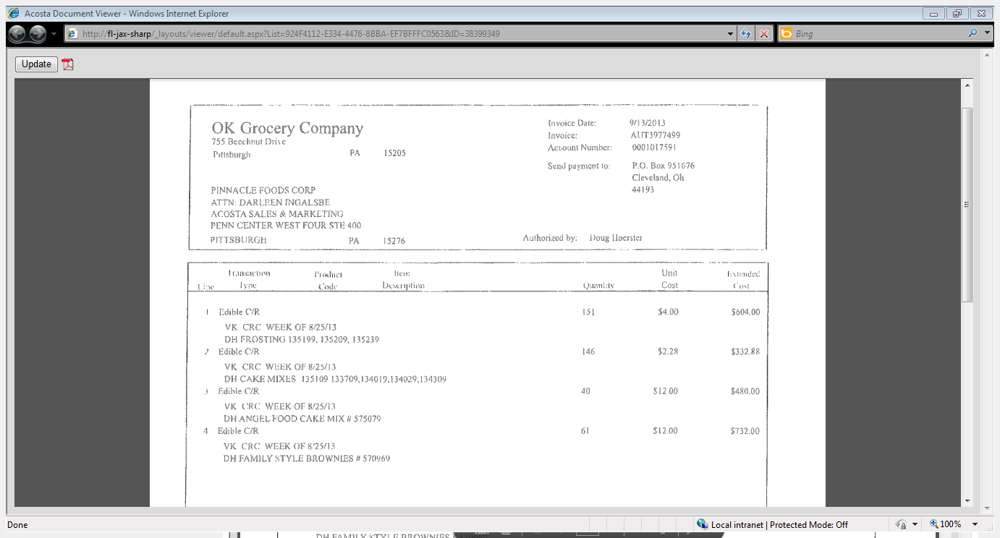 Acosta Document Viewer - Windows Internet Explorer
http://fl-jax-sharp/_layouts/viewer/default.aspx?List=924F4112-E334-4476-8BBA-EF7BFFFC0563&ID=38399349
Bing
Update
OK Grocery Company
755 Beechnut Drive
Pittsburgh PA 15205
Invoice Date: 9/13/2013
Invoice: AUT3977499
Account Number: 0001017591
Send payment to: P.O. Box 951676
Cleveland, Oh
44193
PINNACLE FOODS CORP
ATTN: DARLEEN INGALSBE
ACOSTA SALES & MARKETING
PENN CENTER WEST FOUR STE 400
PITTSBURGH PA 15276
Authorized by: Doug Hoerster
Line Transaction Type Product Code Item Description Quantity Unit Cost Extended Cost
1 Edible C/R 151 $4.00 $604.00
VK CRC WEEK OF 8/25/13
DH FROSTING 135199, 135209, 135239
2 Edible C/R 146 $2.28 $332.88
VK CRC WEEK OF 8/25/13
DH CAKE MIXES 135109 133709,134019,134029,134309
3 Edible C/R 40 $12.00 $480.00
VK CRC WEEK OF 8/25/13
DH ANGEL FOOD CAKE MIX # 575079
4 Edible C/R 61 $12.00 $732.00
VK CRC WEEK OF 8/25/13
DH FAMILY STYLE BROWNIES # 570969
Done
Local intranet | Protected Mode: Off
100%
DH FAMILY STYLE BROWNIES